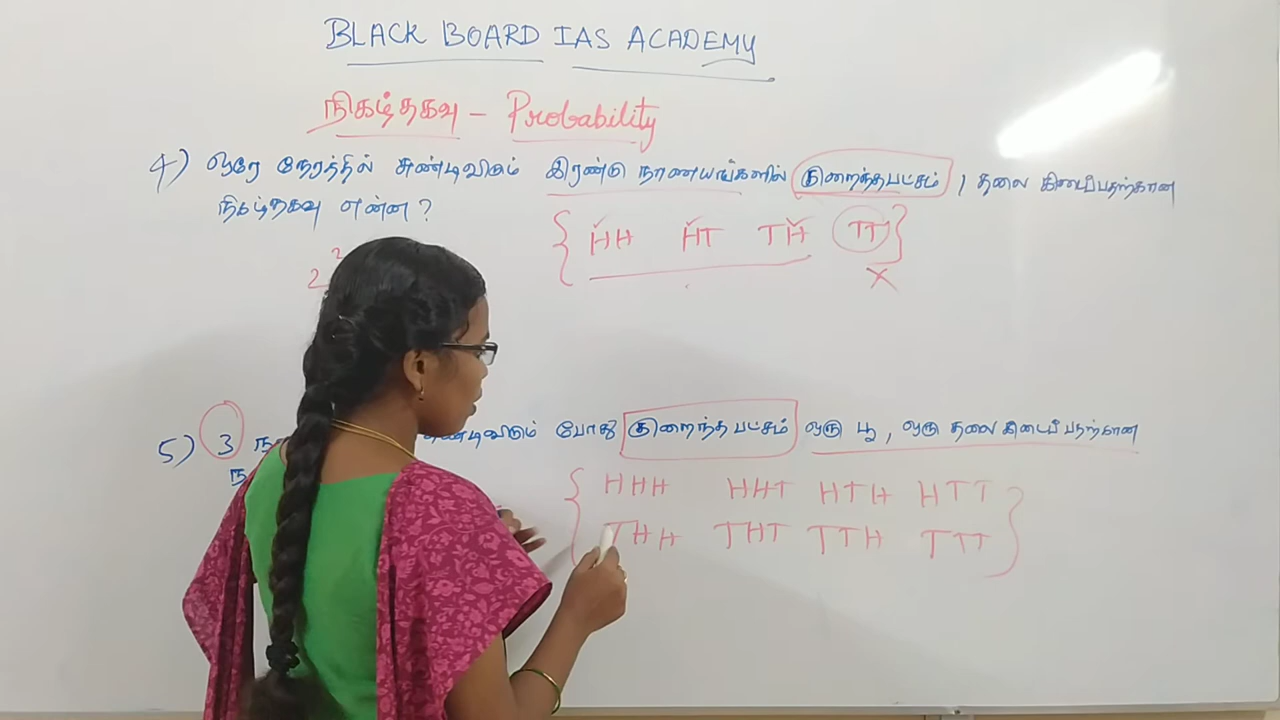 BLACK BOARD IAS ACADEMY
நிகழ்தகவு - Probability
4) ஒரே நேரத்தில் சுண்டிவிடும் இரண்டு நாணயங்களில் குறைந்தபட்சம் , தலை கிடைப்பதற்கான
நிகழ்தகவு என்ன ?
{ HH HT TH TT }
2²
X
5) 3 சுண்டிவிடும் போது குறைந்தபட்சம் ஒரு பூ , ஒரு தலை கிடைப்பதற்கான
{ HHH HHT HTH HTT
THH THT TTH TTT }